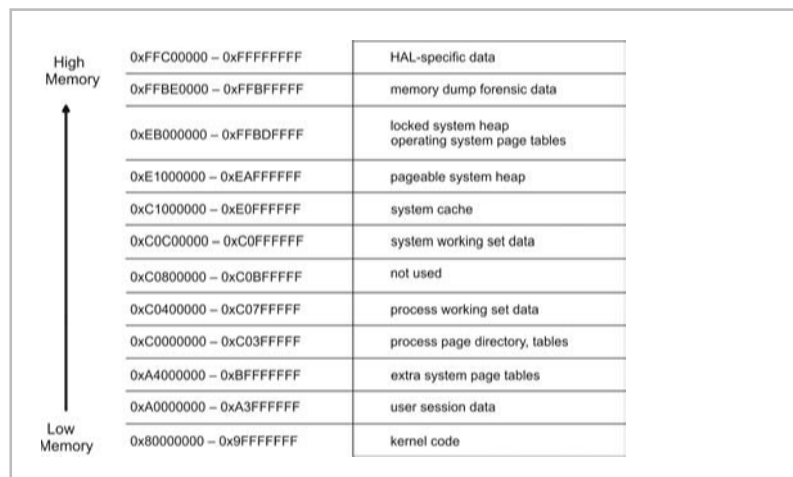 High
Memory
0xFFC00000 – 0xFFFFFFFF HAL-specific data
0xFFBE0000 – 0xFFBFFFFF memory dump forensic data
0xEB000000 – 0xFFBDFFFF locked system heap
operating system page tables
0xE1000000 – 0xEAFFFFFF pageable system heap
0xC1000000 – 0xE0FFFFFF system cache
0xC0C00000 – 0xC0FFFFFF system working set data
0xC0800000 – 0xC0BFFFFF not used
0xC0400000 – 0xC07FFFFF process working set data
0xC0000000 – 0xC03FFFFF process page directory, tables
0xA4000000 – 0xBFFFFFFF extra system page tables
0xA0000000 – 0xA3FFFFFF user session data
Low
Memory
0x80000000 – 0x9FFFFFFF kernel code